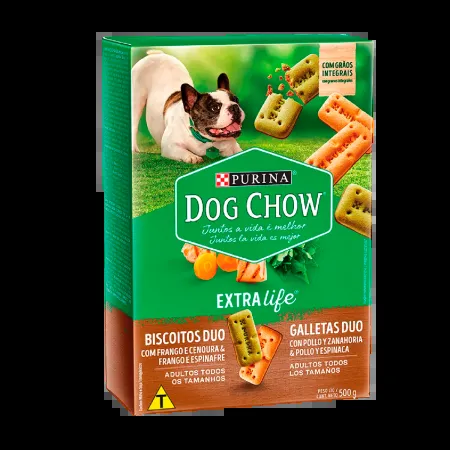 COM GRÃOS
INTEGRAIS
PURINA
DOG CHOW
Juntos a vida é melhor
Juntos la vida es mejor
EXTRA life
BISCOITOS DUO
COM FRANGO E CENOURA &
FRANGO E ESPINAFRE
ADULTOS TODOS
OS TAMANHOS
GALLETAS DUO
CON POLLO Y ZANAHORIA
& POLLO Y ESPINACA
ADULTOS TODOS
LOS TAMAÑOS
T
500 g